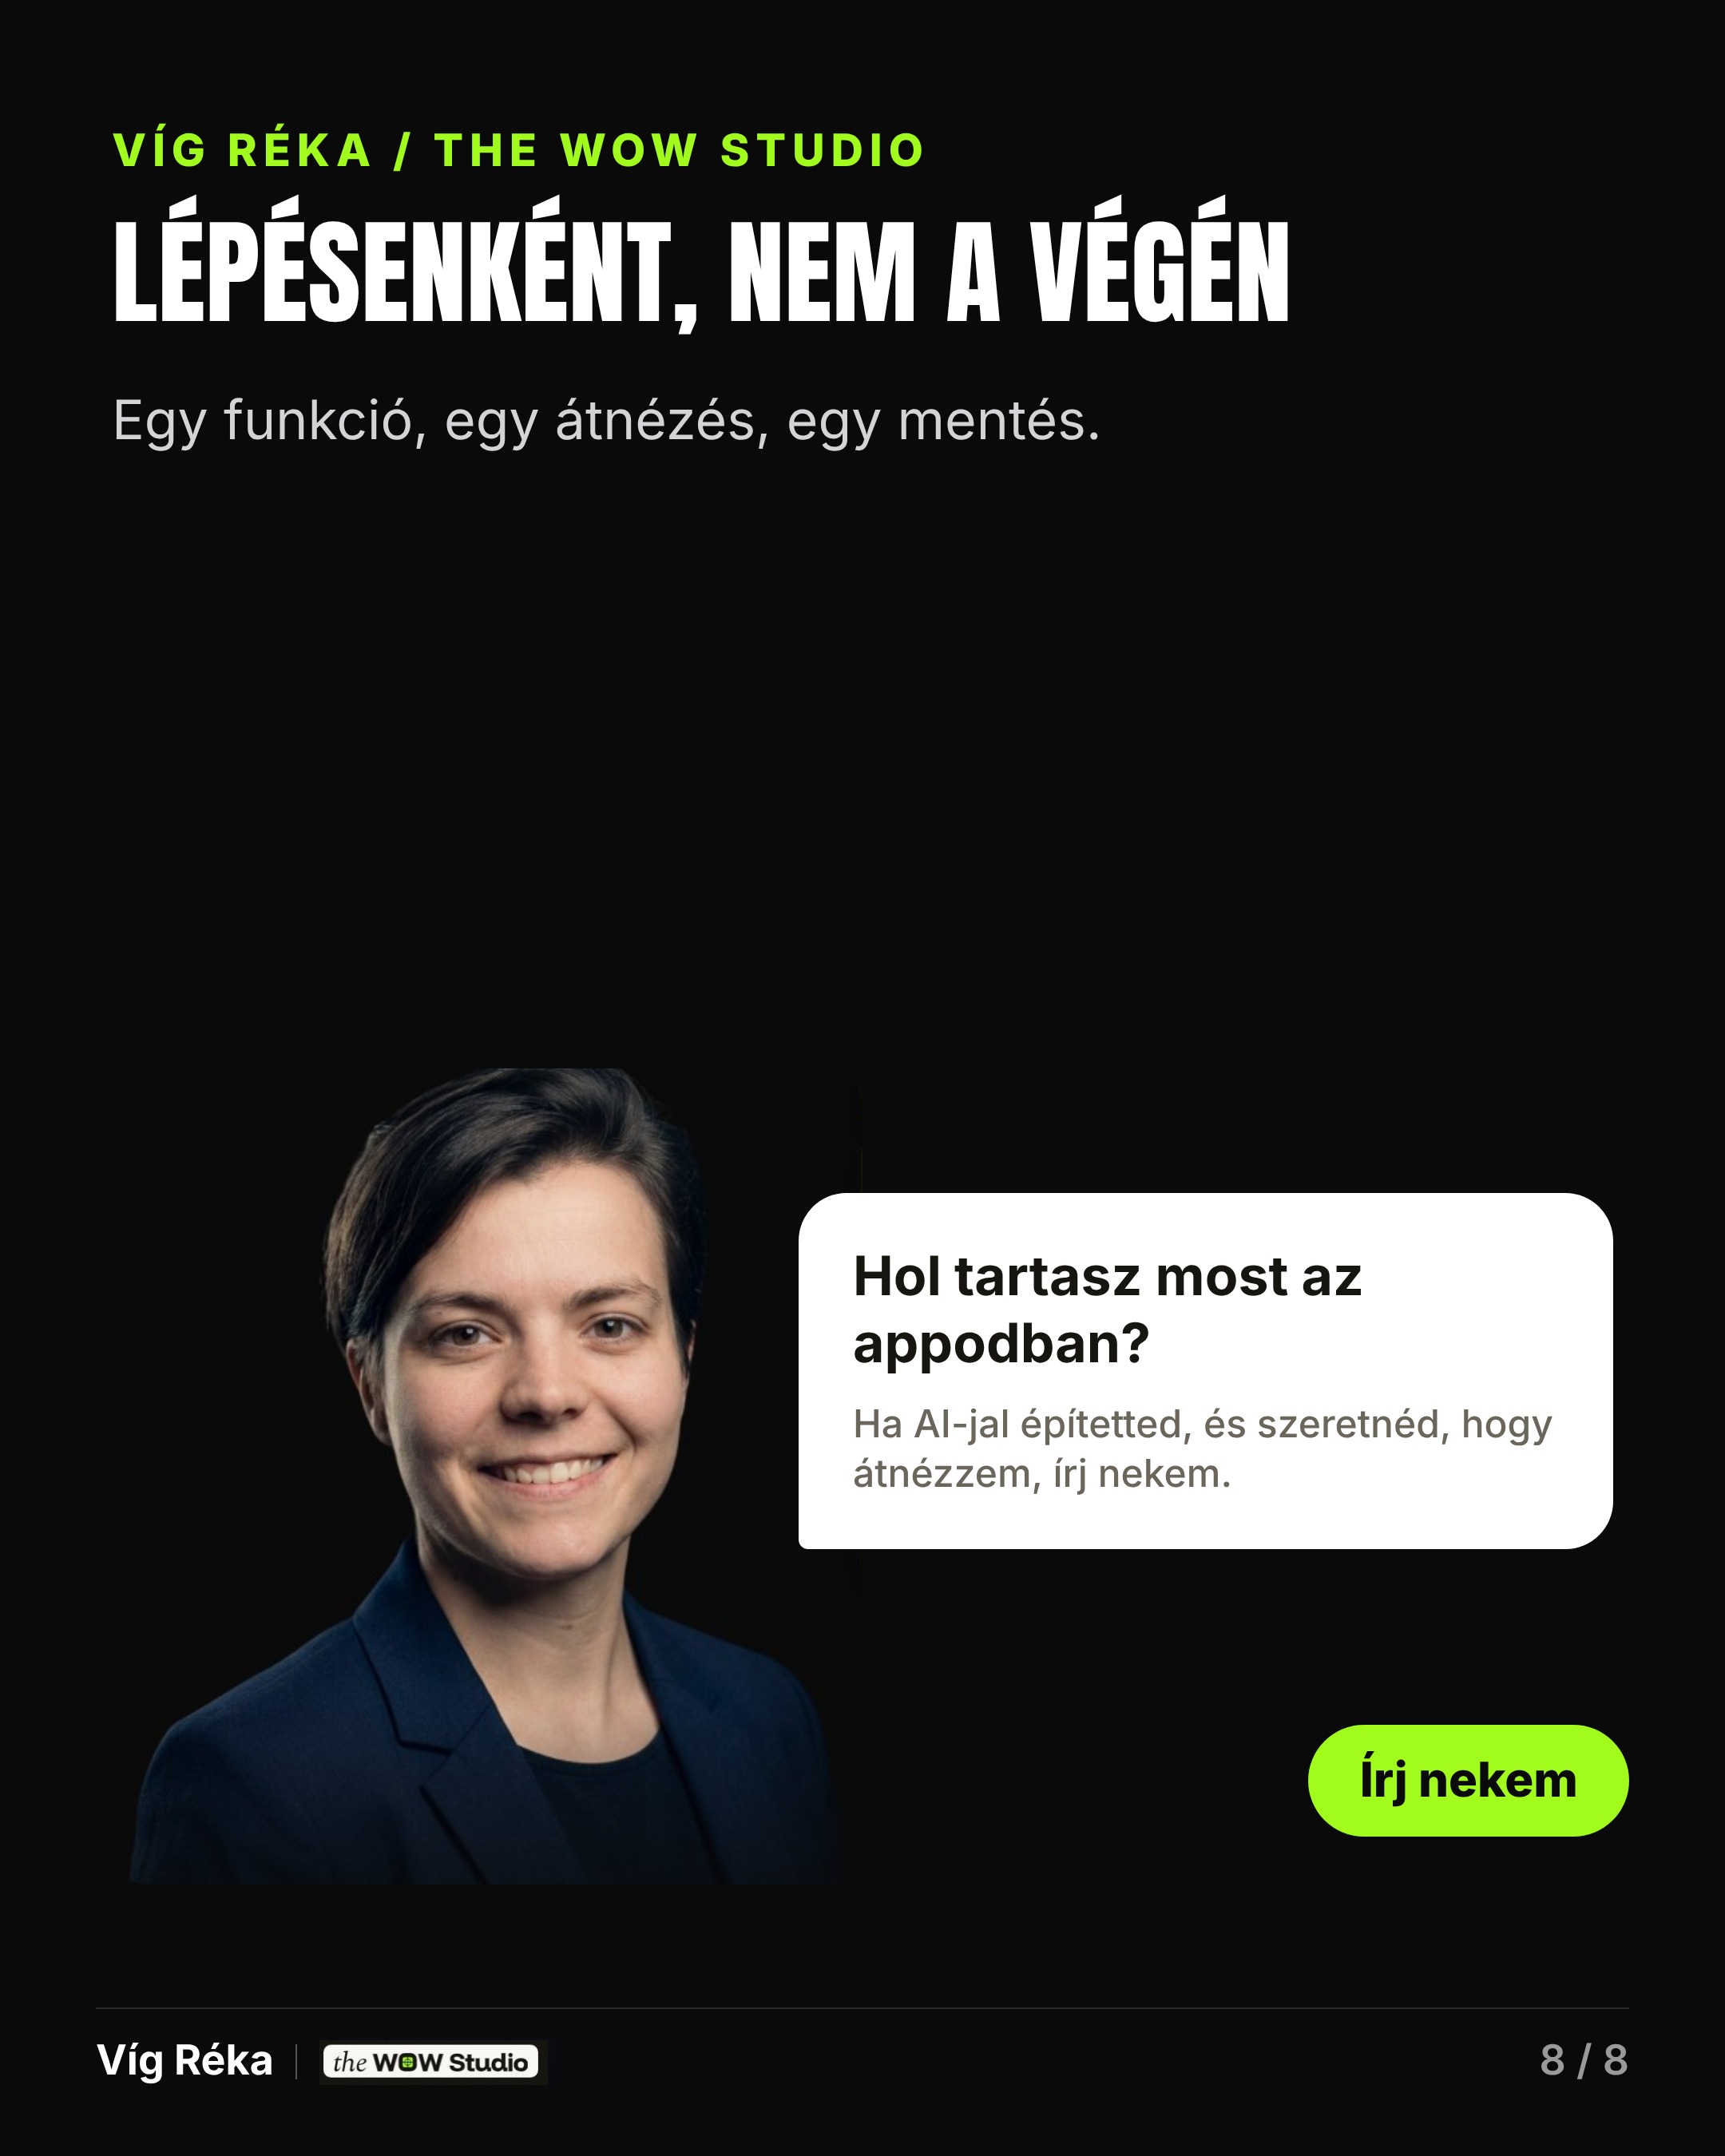 VÍG RÉKA / THE WOW STUDIO
LÉPÉSENKÉNT, NEM A VÉGÉN
Egy funkció, egy átnézés, egy mentés.
Hol tartasz most az
appodban?
Ha AI-jal építetted, és szeretnéd, hogy
átnézzem, írj nekem.
Írj nekem
Víg Réka
the WOW Studio
8 / 8